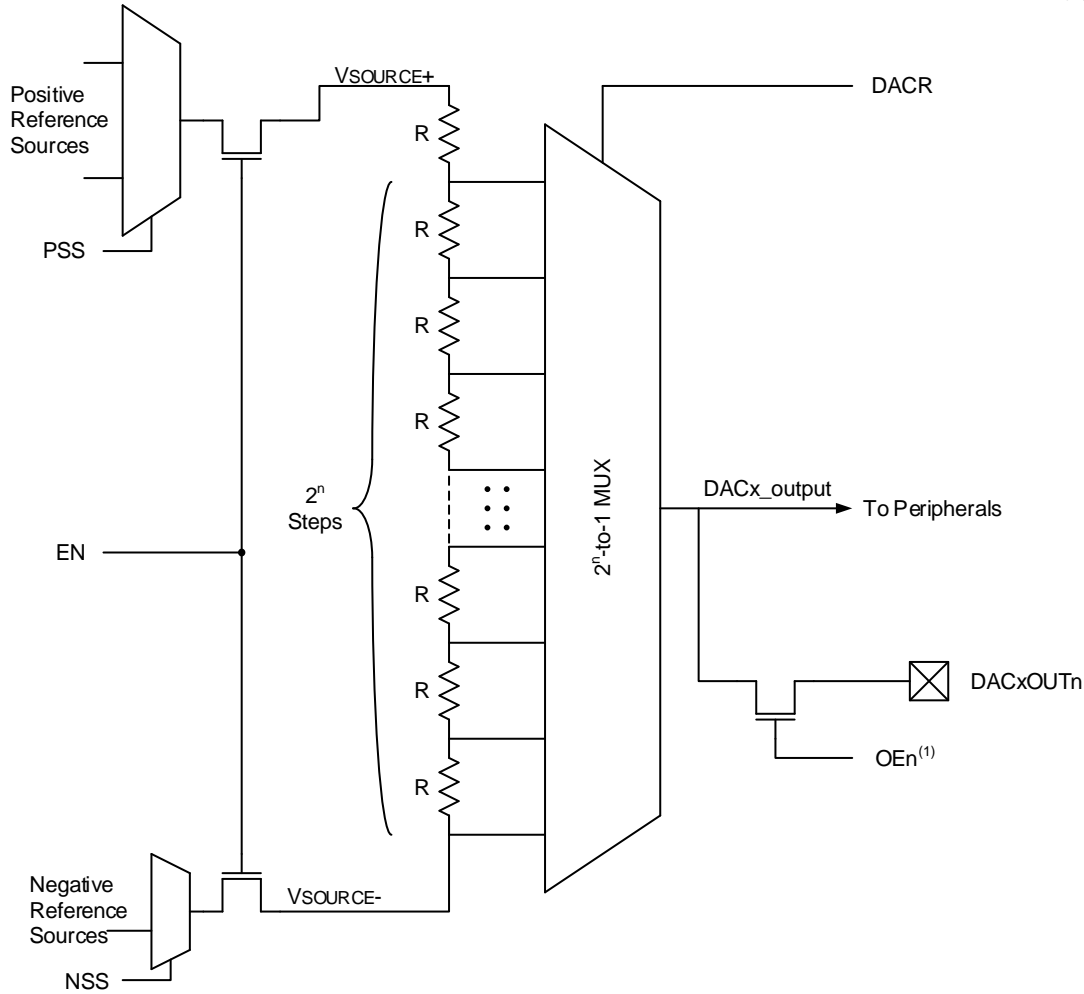 VSOURCE+
DACR
Positive
Reference
Sources
R
R
PSS
R
R
2ⁿ
Steps
2ⁿ-to-1 MUX
DACx_output
To Peripherals
EN
R
R
DACxOUTn
OEn⁽¹⁾
R
Negative
Reference
Sources
VSOURCE-
NSS